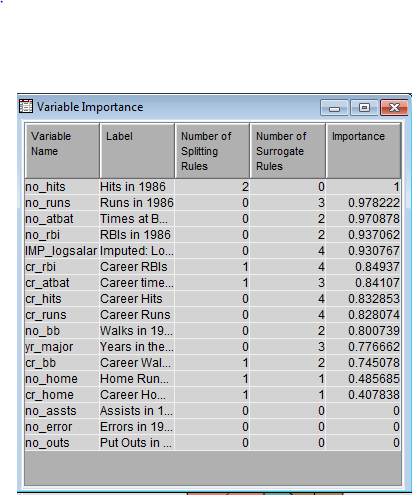 Variable Importance
Variable Name Label Number of Splitting Rules Number of Surrogate Rules Importance
no_hits Hits in 1986 2 0 1
no_runs Runs in 1986 0 3 0.978222
no_atbat Times at B... 0 2 0.970878
no_rbi RBIs in 1986 0 2 0.937062
IMP_logsalar Imputed: Lo... 0 4 0.930767
cr_rbi Career RBIs 1 4 0.84937
cr_atbat Career time... 1 3 0.84107
cr_hits Career Hits 0 4 0.832853
cr_runs Career Runs 0 4 0.828074
no_bb Walks in 19... 0 2 0.800739
yr_major Years in the... 0 3 0.776662
cr_bb Career Wal... 1 2 0.745078
no_home Home Run... 1 1 0.485685
cr_home Career Ho... 1 1 0.407838
no_assts Assists in 1... 0 0 0
no_error Errors in 19... 0 0 0
no_outs Put Outs in ... 0 0 0